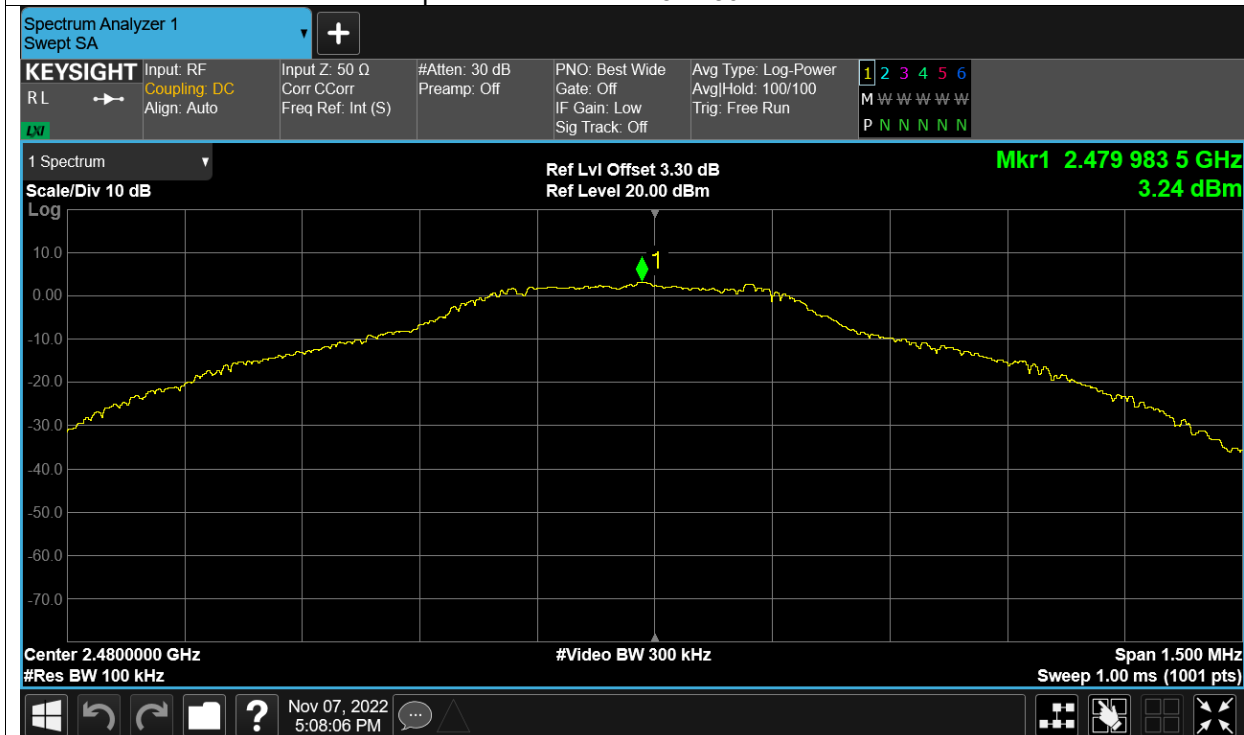 Spectrum Analyzer 1
Swept SA
KEYSIGHT
R L
LXI
Input: RF
Coupling: DC
Align: Auto
Input Z: 50 Ω
Corr CCorr
Freq Ref: Int (S)
#Atten: 30 dB
Preamp: Off
PNO: Best Wide
Gate: Off
IF Gain: Low
Sig Track: Off
Avg Type: Log-Power
Avg|Hold: 100/100
Trig: Free Run
1 2 3 4 5 6
M W W W W W
P N N N N N
1 Spectrum
Scale/Div 10 dB
Log
Ref Lvl Offset 3.30 dB
Ref Level 20.00 dBm
Mkr1 2.479 983 5 GHz
3.24 dBm
1
10.0
0.00
-10.0
-20.0
-30.0
-40.0
-50.0
-60.0
-70.0
Center 2.4800000 GHz
#Res BW 100 kHz
#Video BW 300 kHz
Span 1.500 MHz
Sweep 1.00 ms (1001 pts)
?
Nov 07, 2022
5:08:06 PM